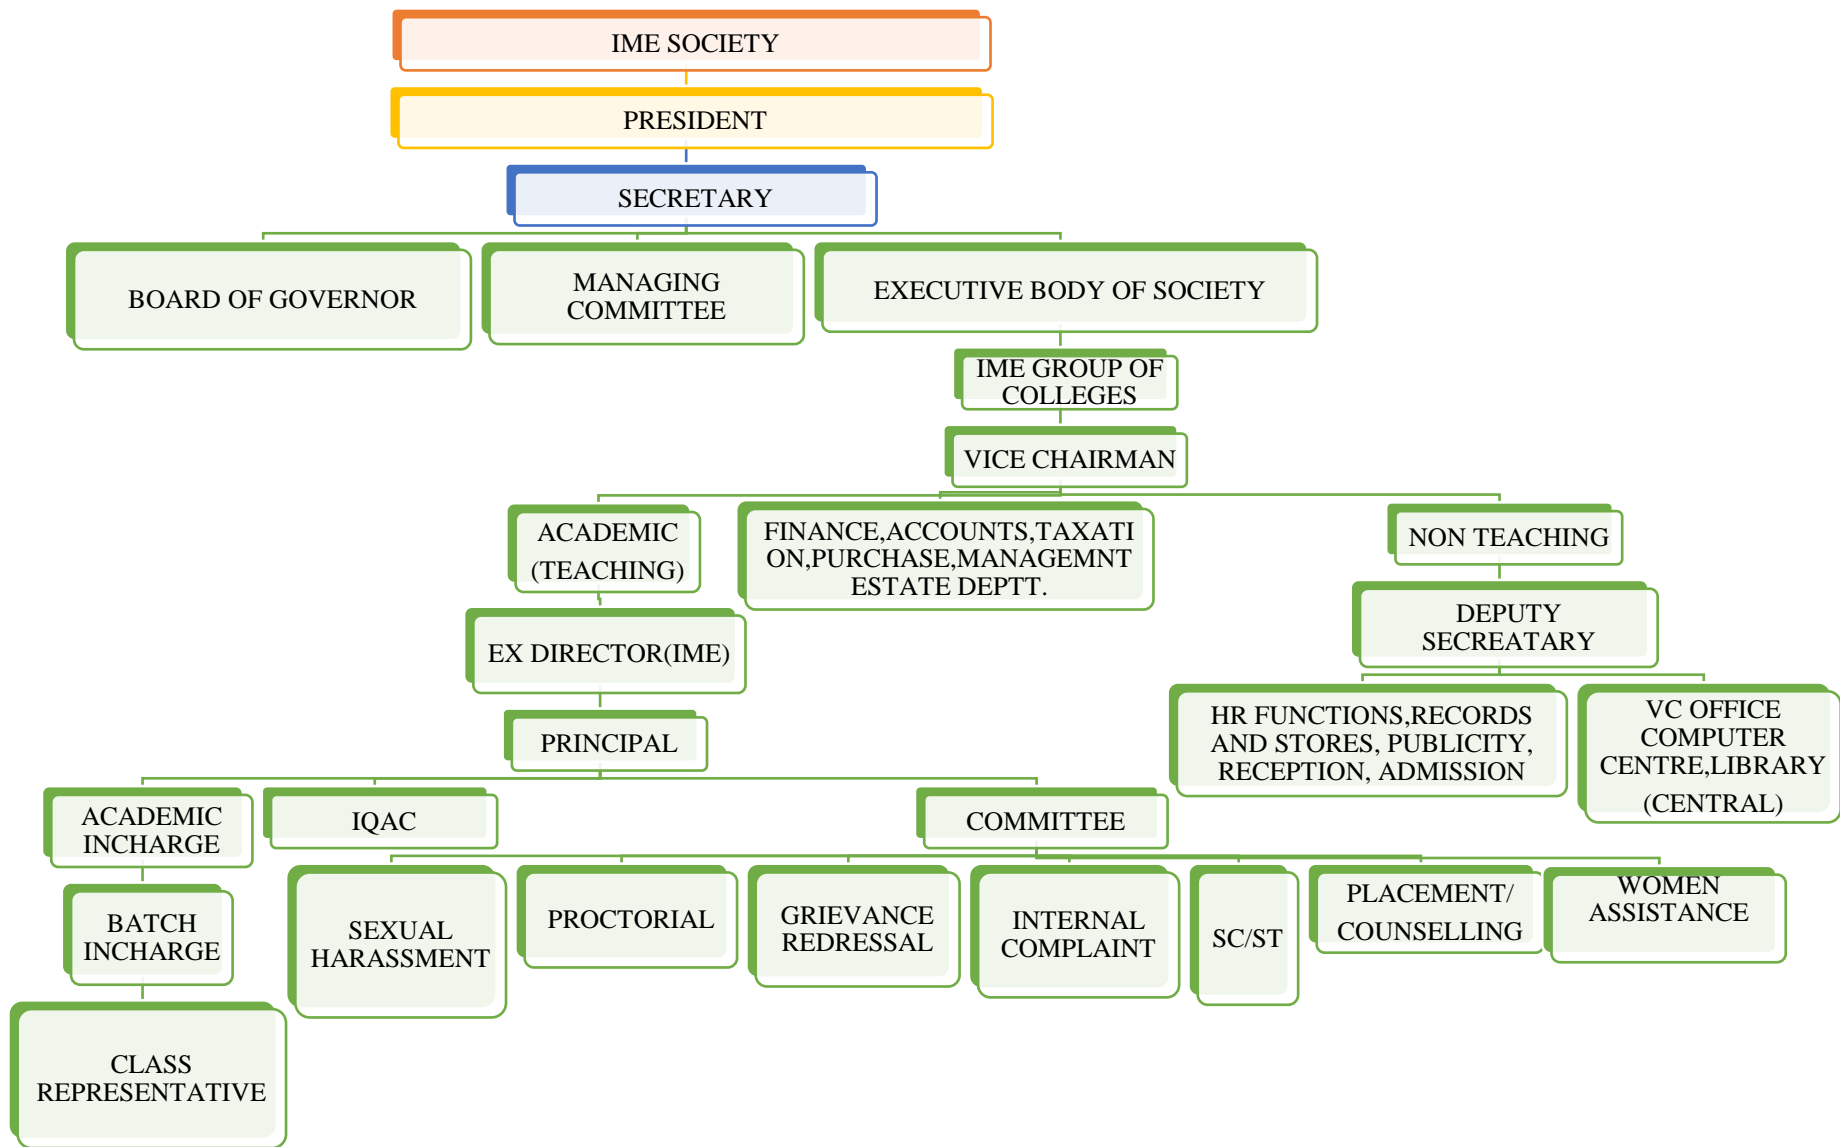 IME SOCIETY
PRESIDENT
SECRETARY
BOARD OF GOVERNOR
MANAGING
COMMITTEE
EXECUTIVE BODY OF SOCIETY
IME GROUP OF
COLLEGES
VICE CHAIRMAN
ACADEMIC
(TEACHING)
FINANCE,ACCOUNTS,TAXATI
ON,PURCHASE,MANAGEMNT
ESTATE DEPTT.
NON TEACHING
DEPUTY
SECREATARY
EX DIRECTOR(IME)
HR FUNCTIONS,RECORDS
AND STORES, PUBLICITY,
RECEPTION, ADMISSION
VC OFFICE
COMPUTER
CENTRE,LIBRARY
(CENTRAL)
PRINCIPAL
ACADEMIC
INCHARGE
IQAC
COMMITTEE
BATCH
INCHARGE
SEXUAL
HARASSMENT
PROCTORIAL
GRIEVANCE
REDRESSAL
INTERNAL
COMPLAINT
SC/ST
PLACEMENT/
COUNSELLING
WOMEN
ASSISTANCE
CLASS
REPRESENTATIVE